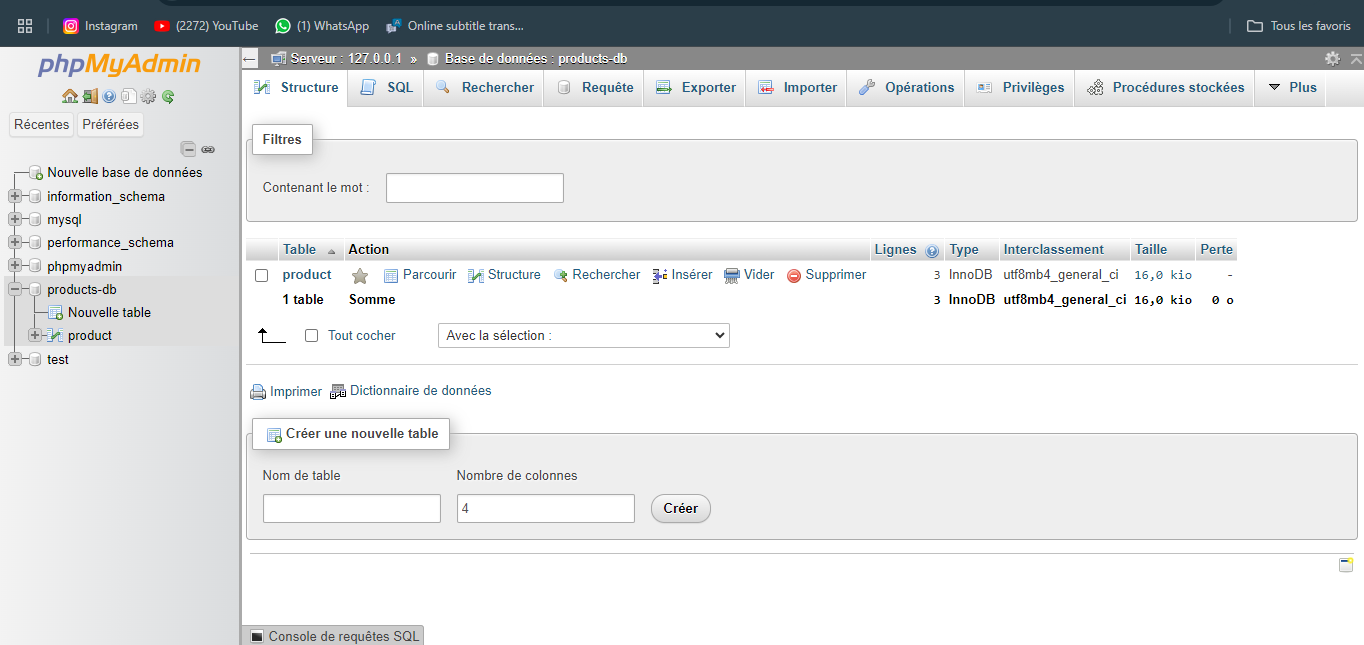 Instagram (2272) YouTube (1) WhatsApp Online subtitle trans... Tous les favoris
phpMyAdmin
Récentes Préférées
Nouvelle base de données
information_schema
mysql
performance_schema
phpmyadmin
products-db
Nouvelle table
product
test
Serveur : 127.0.0.1 » Base de données : products-db
Structure SQL Rechercher Requête Exporter Importer Opérations Privilèges Procédures stockées Plus
Filtres
Contenant le mot :
Table Action Lignes Type Interclassement Taille Perte
product Parcourir Structure Rechercher Insérer Vider Supprimer 3 InnoDB utf8mb4_general_ci 16,0 kio -
1 table Somme 3 InnoDB utf8mb4_general_ci 16,0 kio 0 o
Tout cocher Avec la sélection :
Imprimer Dictionnaire de données
Créer une nouvelle table
Nom de table Nombre de colonnes
4 Créer
Console de requêtes SQL